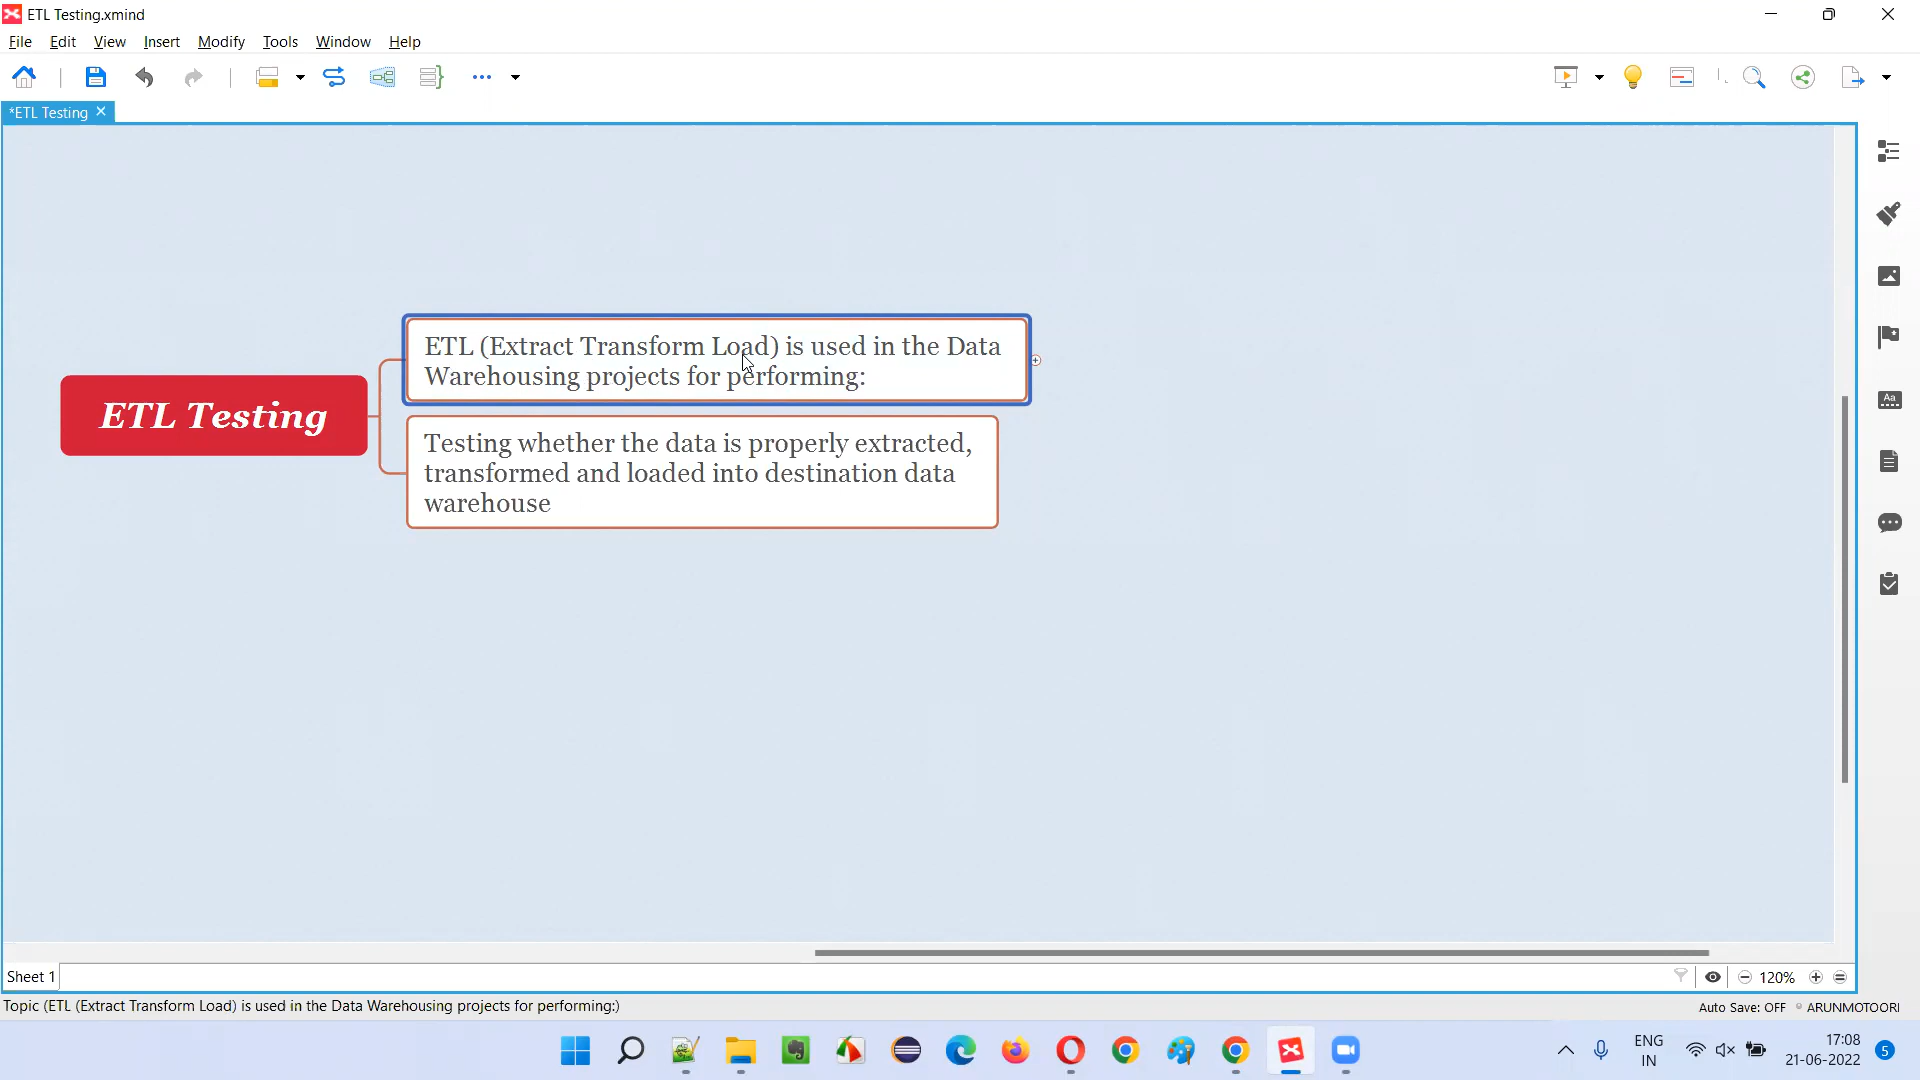 ETL Testing.xmind
File Edit View Insert Modify Tools Window Help
*ETL Testing
ETL Testing
ETL (Extract Transform Load) is used in the Data
Warehousing projects for performing:
Testing whether the data is properly extracted,
transformed and loaded into destination data
warehouse
Aa
Sheet 1
120%
Topic (ETL (Extract Transform Load) is used in the Data Warehousing projects for performing:)
Auto Save: OFF ARUNMOTOORI
ENG
IN
17:08
21-06-2022
5